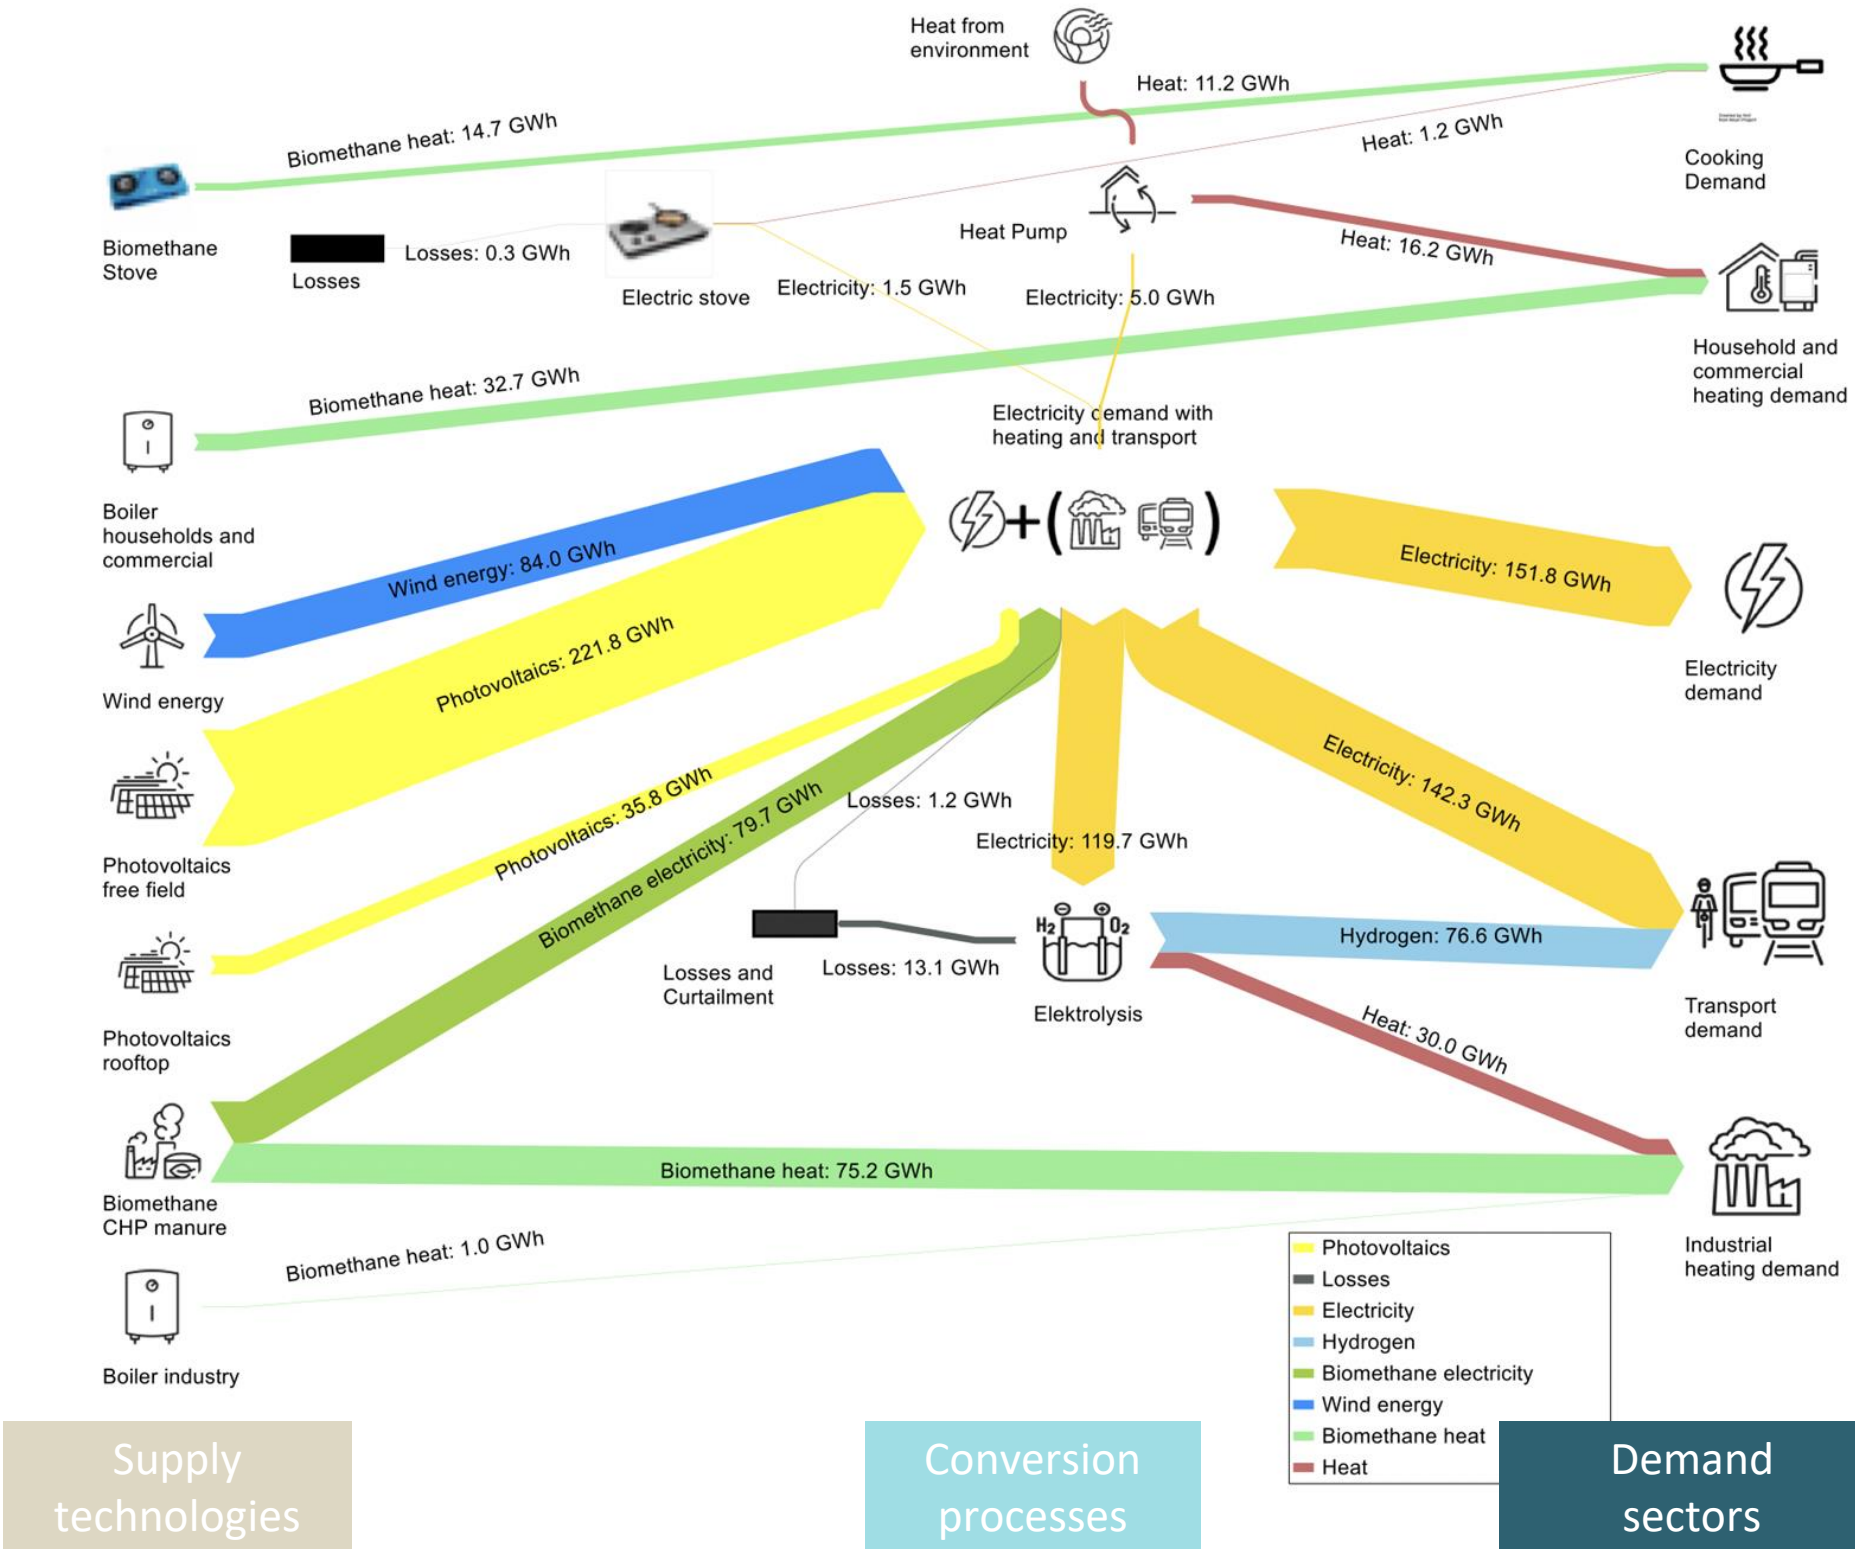 Heat from
environment
Heat: 11.2 GWh
Biomethane heat: 14.7 GWh
Heat: 1.2 GWh
Cooking
Demand
Biomethane
Stove
Losses: 0.3 GWh
Losses
Electric stove
Heat Pump
Heat: 16.2 GWh
Electricity: 1.5 GWh
Electricity: 5.0 GWh
Household and
commercial
heating demand
Biomethane heat: 32.7 GWh
Electricity demand with
heating and transport
Boiler
households and
commercial
+
(
)
Wind energy: 84.0 GWh
Electricity: 151.8 GWh
Wind energy
Photovoltaics: 221.8 GWh
Electricity
demand
Photovoltaics
free field
Photovoltaics: 35.8 GWh
Biomethane electricity: 79.7 GWh
Losses: 1.2 GWh
Electricity: 119.7 GWh
Electricity: 142.3 GWh
H2
O2
Hydrogen: 76.6 GWh
Losses and
Curtailment
Losses: 13.1 GWh
Elektrolysis
Transport
demand
Photovoltaics
rooftop
Heat: 30.0 GWh
Biomethane heat: 75.2 GWh
Biomethane
CHP manure
Biomethane heat: 1.0 GWh
Industrial
heating demand
Boiler industry
Photovoltaics
Losses
Electricity
Hydrogen
Biomethane electricity
Wind energy
Biomethane heat
Heat
Supply
technologies
Conversion
processes
Demand
sectors